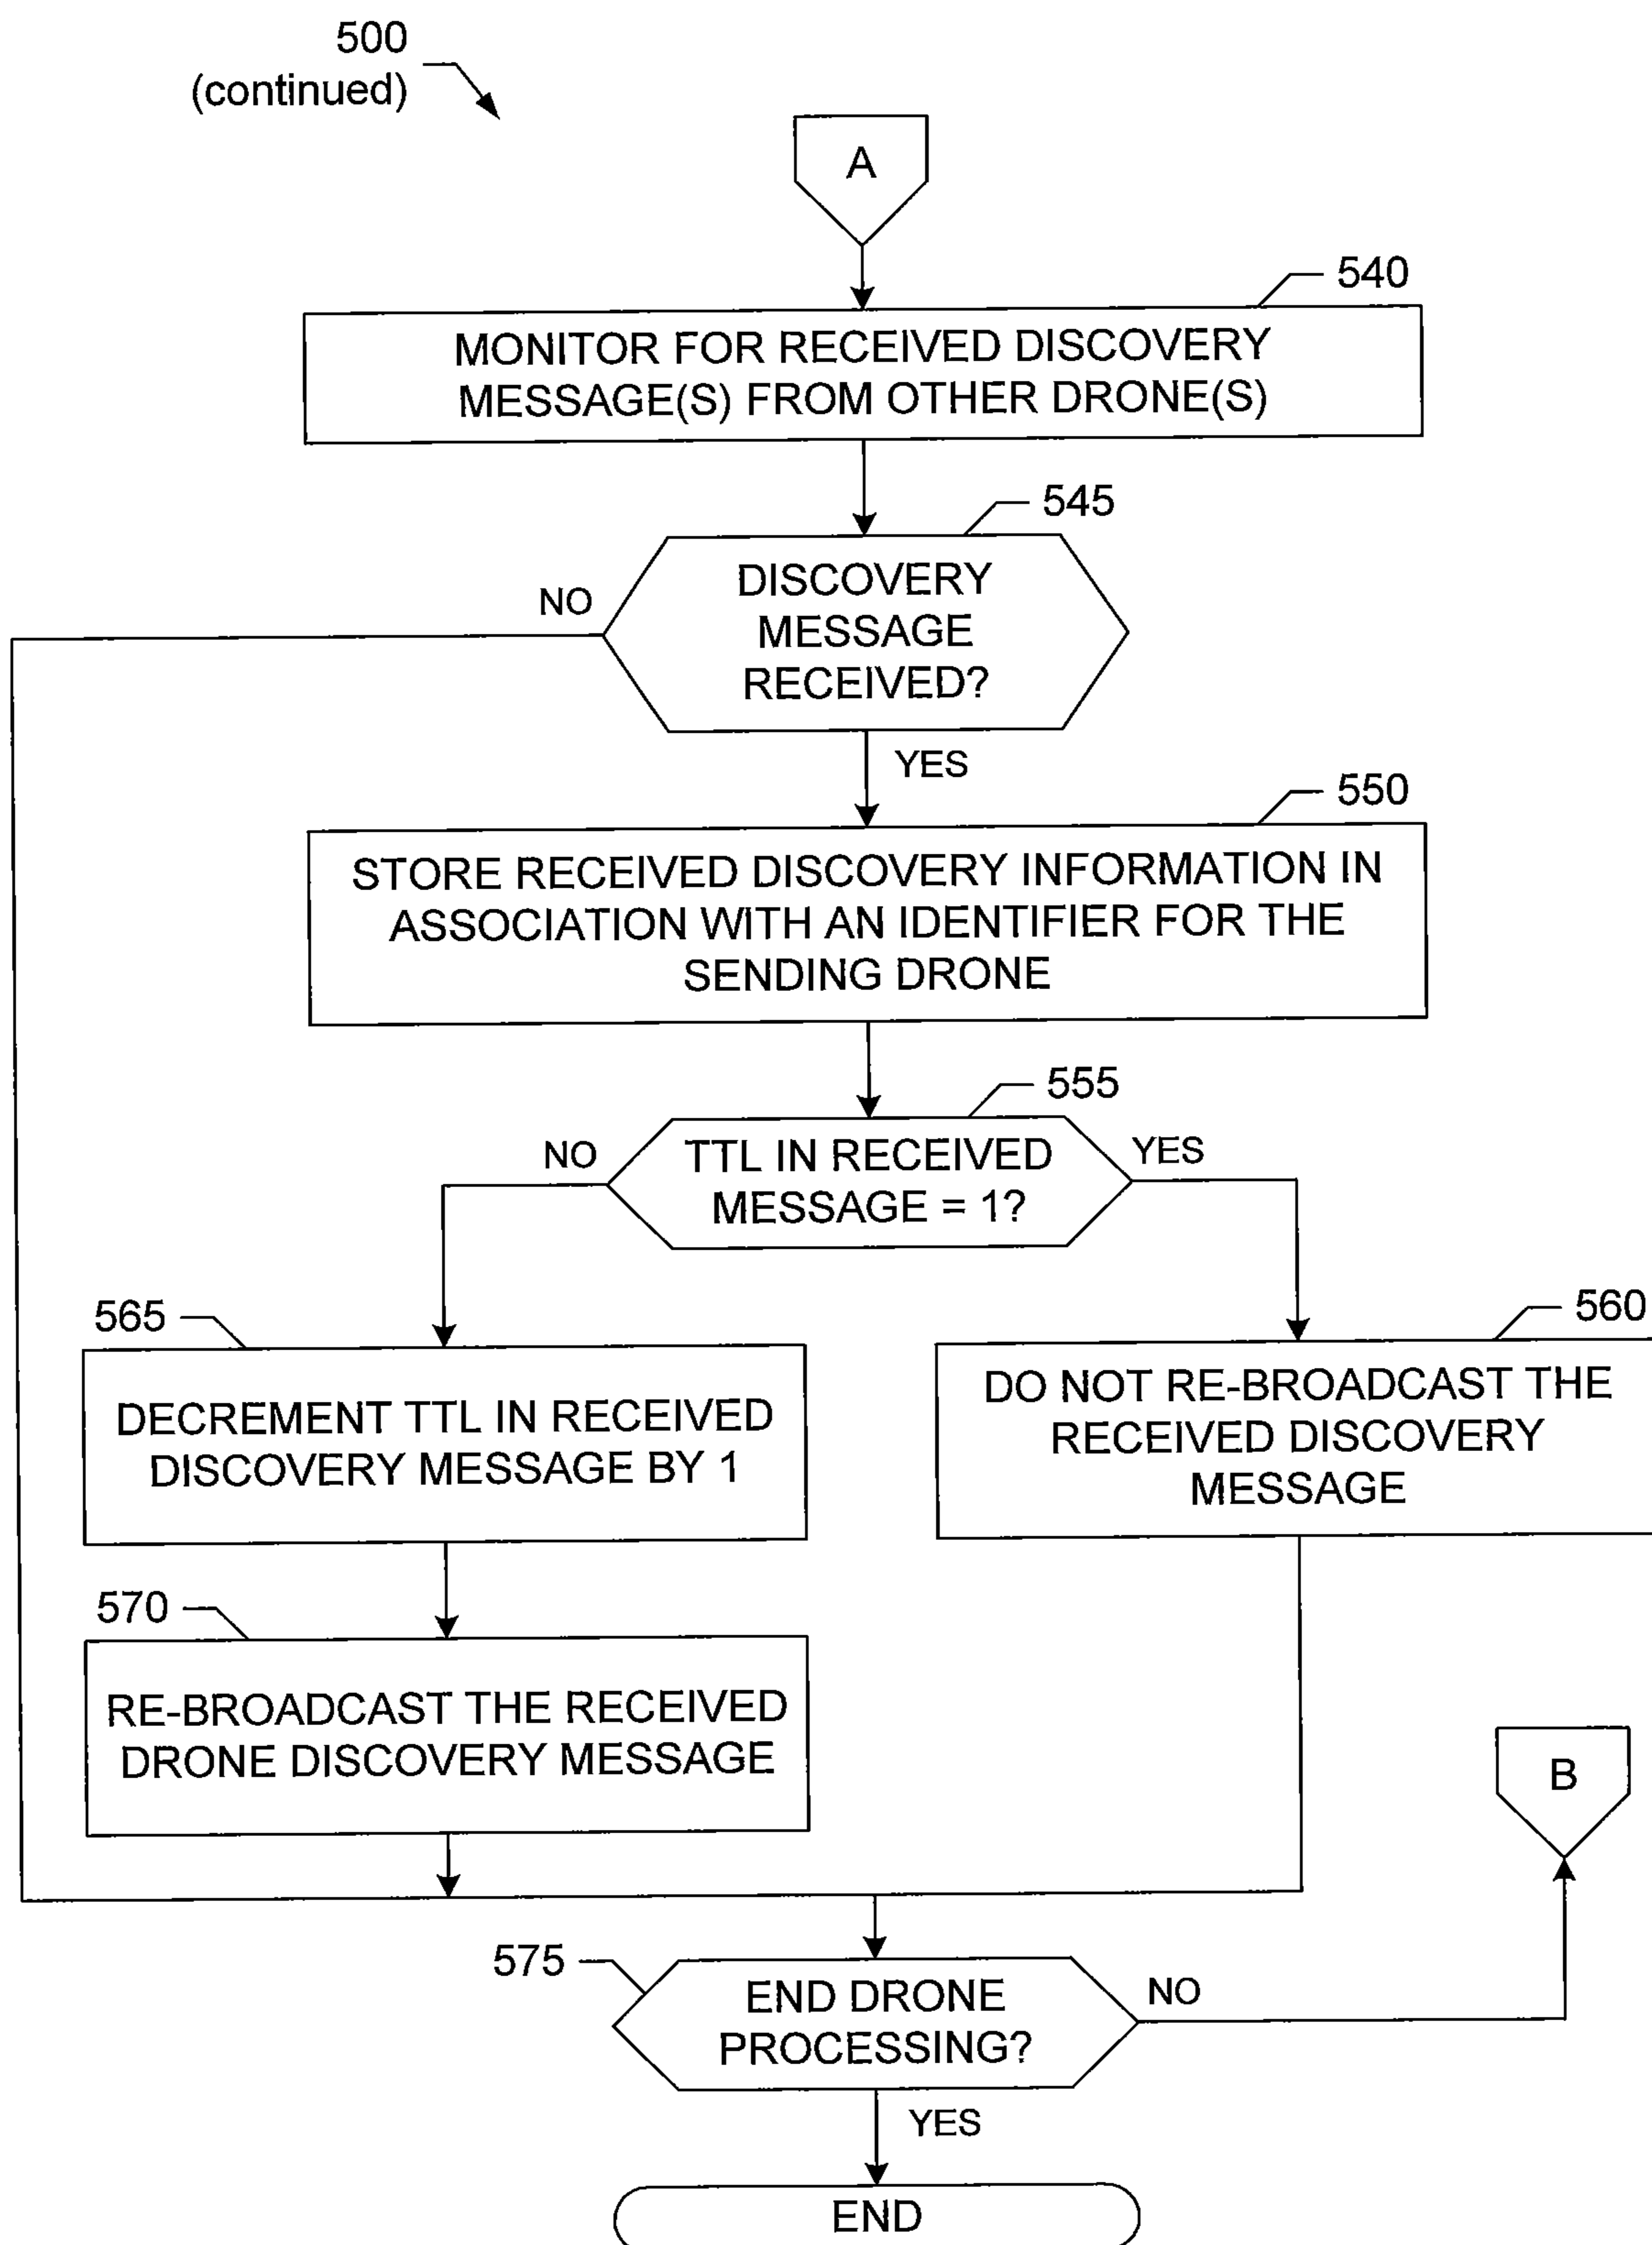 500
(continued)
A
540
MONITOR FOR RECEIVED DISCOVERY
MESSAGE(S) FROM OTHER DRONE(S)
545
NO
DISCOVERY
MESSAGE
RECEIVED?
YES
550
STORE RECEIVED DISCOVERY INFORMATION IN
ASSOCIATION WITH AN IDENTIFIER FOR THE
SENDING DRONE
555
NO
TTL IN RECEIVED
MESSAGE = 1?
YES
565
DECREMENT TTL IN RECEIVED
DISCOVERY MESSAGE BY 1
560
DO NOT RE-BROADCAST THE
RECEIVED DISCOVERY
MESSAGE
570
RE-BROADCAST THE RECEIVED
DRONE DISCOVERY MESSAGE
B
575
END DRONE
PROCESSING?
NO
YES
END